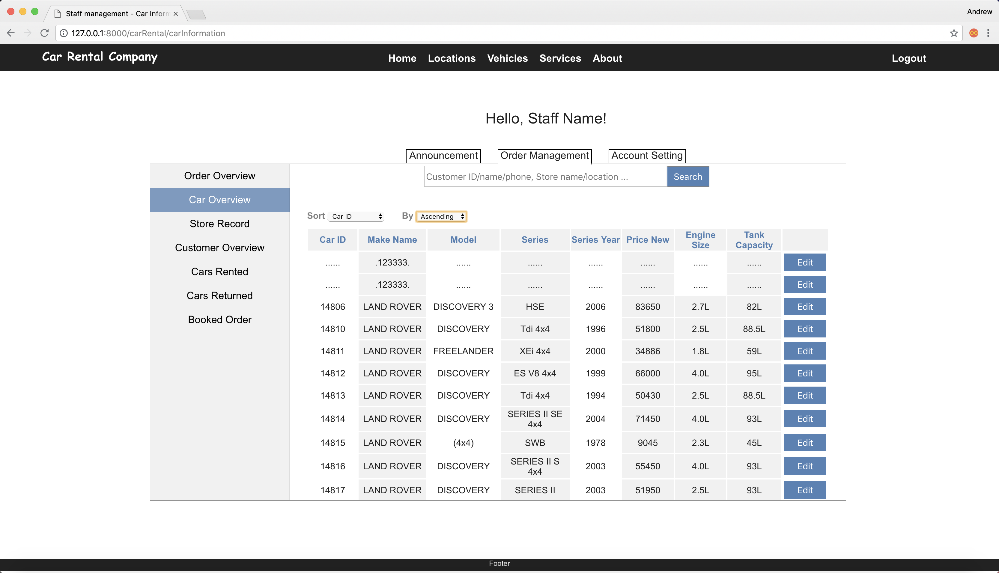 Staff management - Car Inform
Andrew
127.0.0.1:8000/carRental/carInformation
Car Rental Company Home Locations Vehicles Services About Logout
Hello, Staff Name!
Announcement Order Management Account Setting
Order Overview
Car Overview
Store Record
Customer Overview
Cars Rented
Cars Returned
Booked Order
Customer ID/name/phone, Store name/location ... Search
Sort Car ID By Ascending
Car ID Make Name Model Series Series Year Price New Engine Size Tank Capacity
...... .123333. ...... ...... ...... ...... ...... ...... Edit
...... .123333. ...... ...... ...... ...... ...... ...... Edit
14806 LAND ROVER DISCOVERY 3 HSE 2006 83650 2.7L 82L Edit
14810 LAND ROVER DISCOVERY Tdi 4x4 1996 51800 2.5L 88.5L Edit
14811 LAND ROVER FREELANDER XEi 4x4 2000 34886 1.8L 59L Edit
14812 LAND ROVER DISCOVERY ES V8 4x4 1999 66000 4.0L 95L Edit
14813 LAND ROVER DISCOVERY Tdi 4x4 1994 50430 2.5L 88.5L Edit
14814 LAND ROVER DISCOVERY SERIES II SE 4x4 2004 71450 4.0L 93L Edit
14815 LAND ROVER (4x4) SWB 1978 9045 2.3L 45L Edit
14816 LAND ROVER DISCOVERY SERIES II S 4x4 2003 55450 4.0L 93L Edit
14817 LAND ROVER DISCOVERY SERIES II 2003 51950 2.5L 93L Edit
Footer